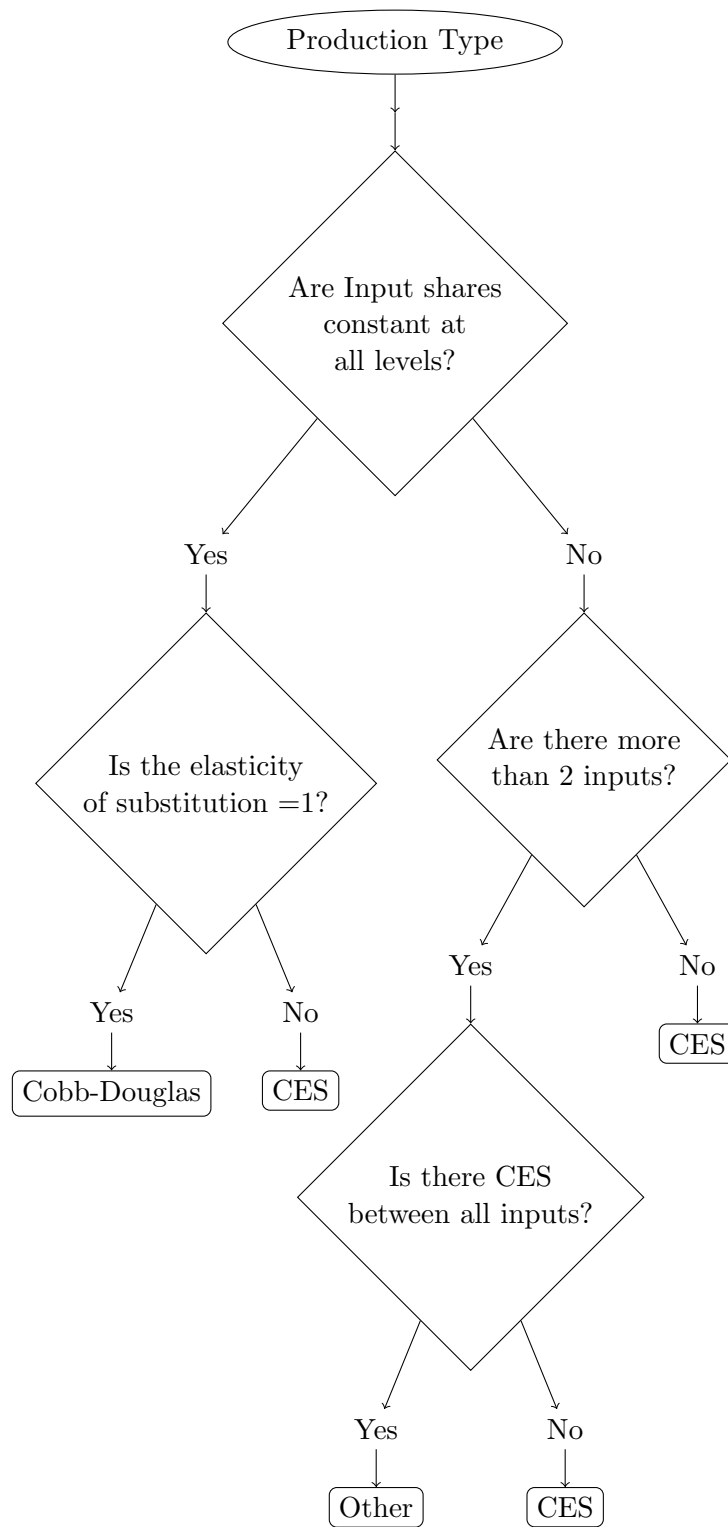 Production Type
Are Input shares
constant at
all levels?
Yes
No
Is the elasticity
of substitution =1?
Are there more
than 2 inputs?
Yes
No
Yes
No
Cobb-Douglas
CES
CES
Is there CES
between all inputs?
Yes
No
Other
CES